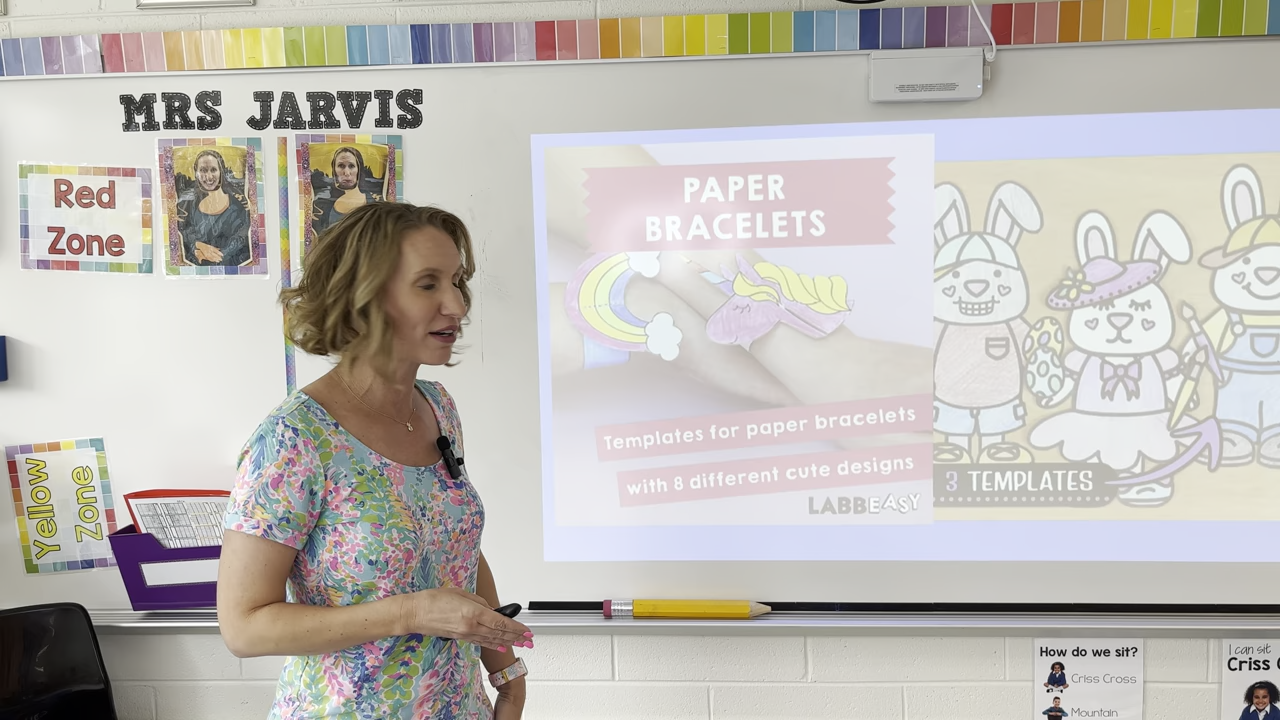 MRS JARVIS
Red
Zone
Yellow
Zone
PAPER
BRACELETS
Templates for paper bracelets
with 8 different cute designs
LABBEASY
3 TEMPLATES
How do we sit?
Criss Cross
Mountain
I can sit
Criss